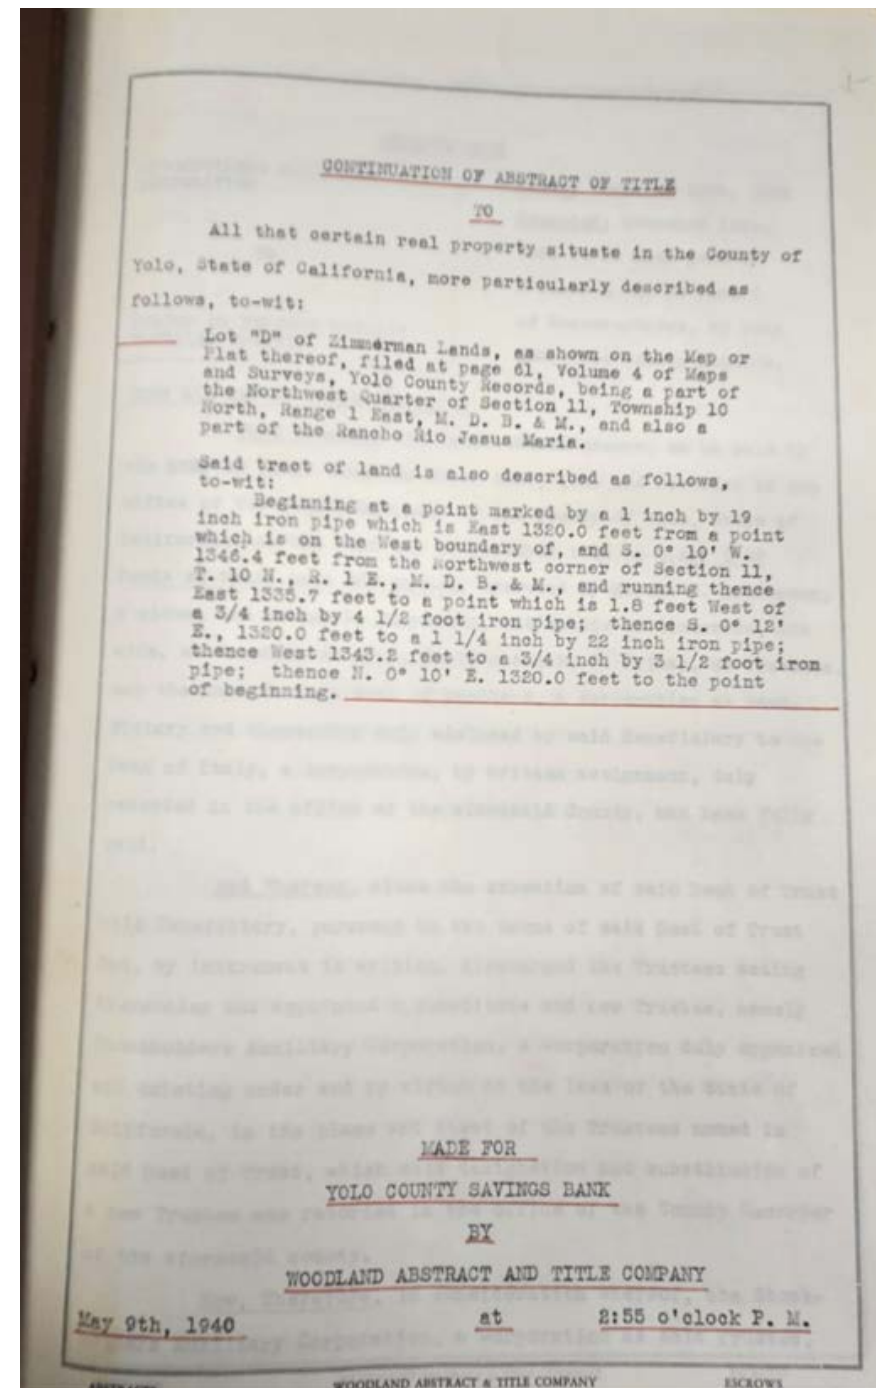 CONTINUATION OF ABSTRACT OF TITLE
TO
All that certain real property situate in the County of
Yolo, State of California, more particularly described as
follows, to-wit:
Lot "D" of Zimmerman Lands, as shown on the Map or
Plat thereof, filed at page 61, Volume 4 of Maps
and Surveys, Yolo County Records, being a part of
the Northwest Quarter of Section 11, Township 10
North, Range 1 East, M. D. B. & M., and also a
part of the Rancho Rio Jesus Maria.
Said tract of land is also described as follows,
to-wit:
Beginning at a point marked by a 1 inch by 19
inch iron pipe which is East 1320.0 feet from a point
which is on the West boundary of, and S. 0° 10' W.
1346.4 feet from the Northwest corner of Section 11,
T. 10 N., R. 1 E., M. D. B. & M., and running thence
East 1335.7 feet to a point which is 1.8 feet West of
a 3/4 inch by 4 1/2 foot iron pipe; thence S. 0° 12'
E., 1320.0 feet to a 1 1/4 inch by 22 inch iron pipe;
thence West 1343.2 feet to a 3/4 inch by 3 1/2 foot iron
pipe; thence N. 0° 10' E. 1320.0 feet to the point
of beginning.
MADE FOR
YOLO COUNTY SAVINGS BANK
BY
WOODLAND ABSTRACT AND TITLE COMPANY
May 9th, 1940 at 2:55 o'clock P. M.
ABSTRACTS WOODLAND ABSTRACT & TITLE COMPANY ESCROWS